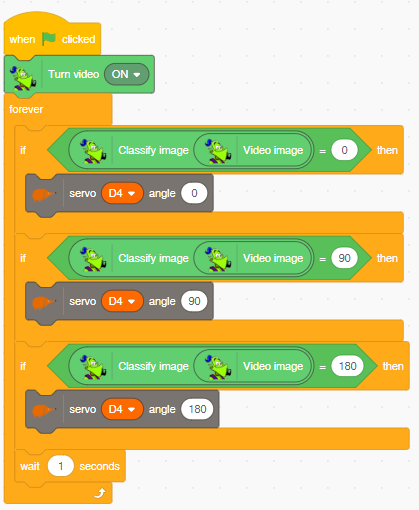 when clicked
Turn video ON
forever
if Classify image Video image = 0 then
servo D4 angle 0
if Classify image Video image = 90 then
servo D4 angle 90
if Classify image Video image = 180 then
servo D4 angle 180
wait 1 seconds